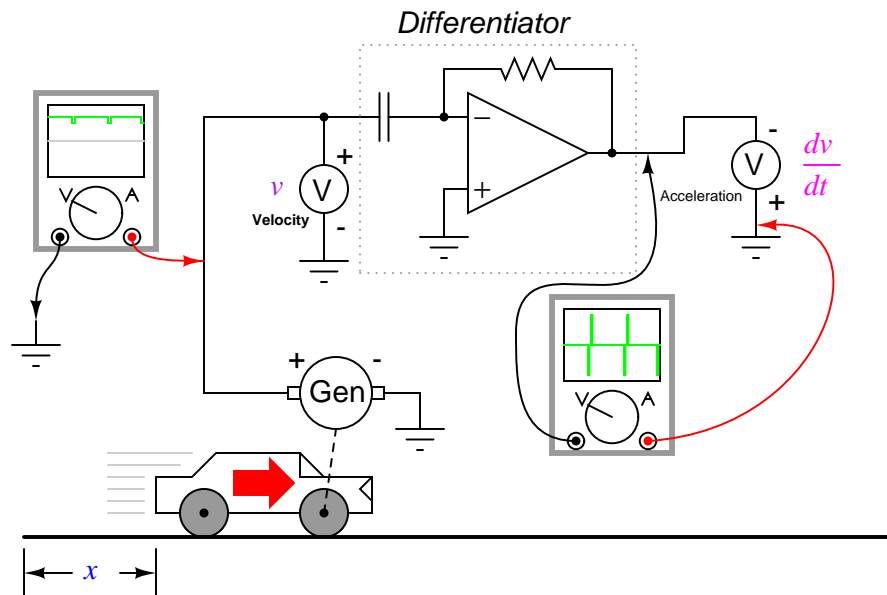 Differentiator
V A
+
-
V
v
Velocity
−
+
Acceleration
-
V
+
dv
dt
+
-
Gen
V A
x